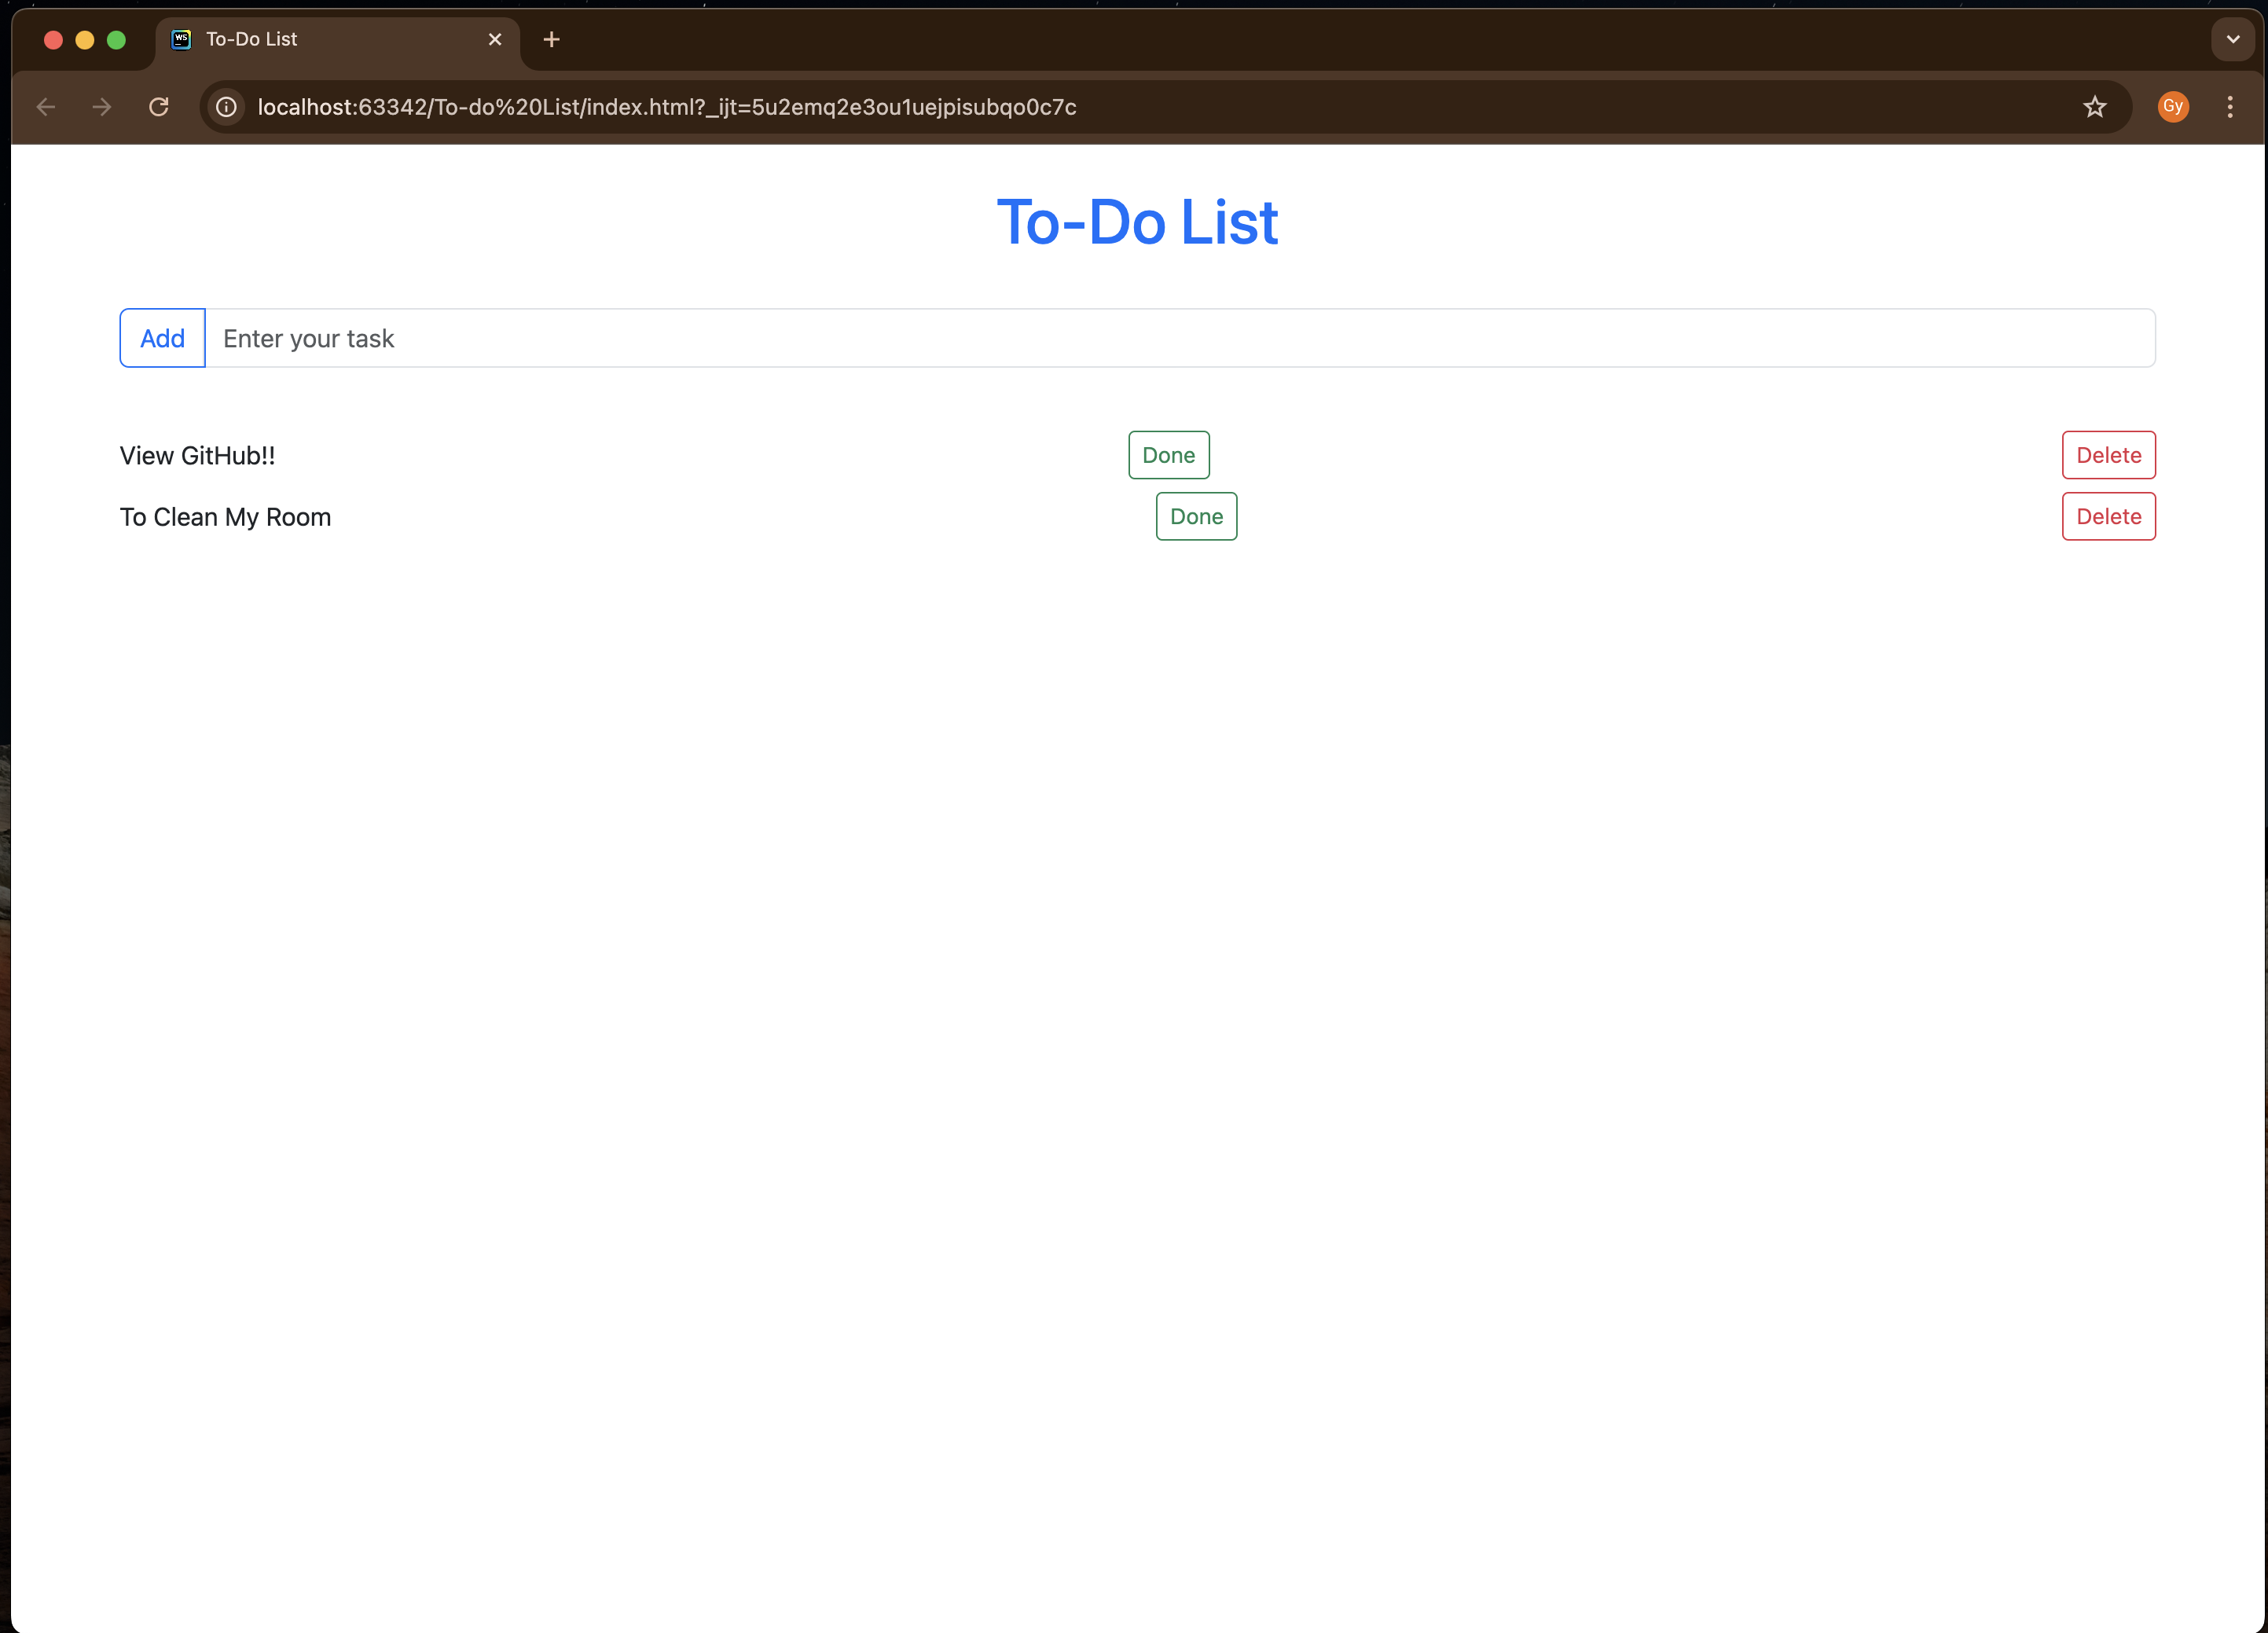 WS
To-Do List
localhost:63342/To-do%20List/index.html?_ijt=5u2emq2e3ou1uejpisubqo0c7c
Gy
To-Do List
Add Enter your task
View GitHub!! Done Delete
To Clean My Room Done Delete